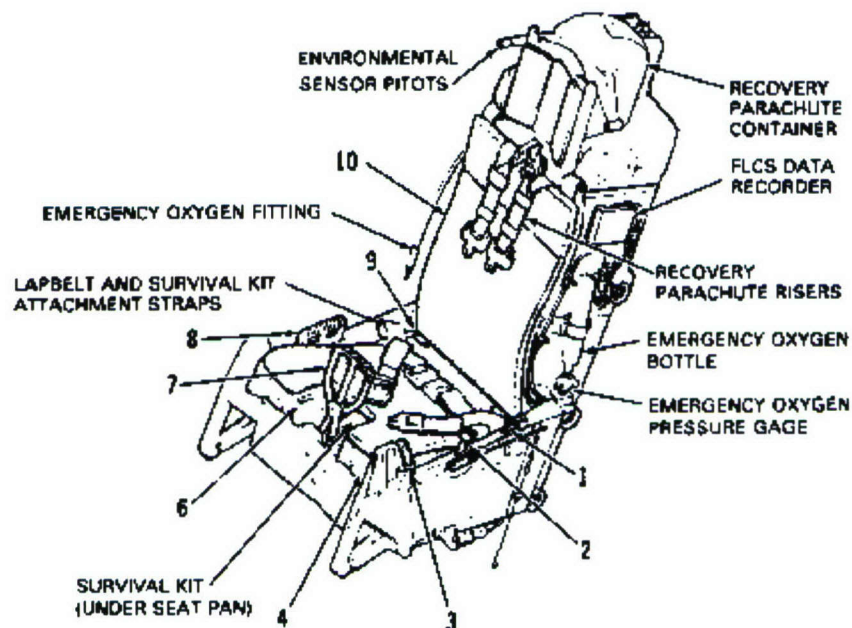 ENVIRONMENTAL
SENSOR PITOTS
RECOVERY
PARACHUTE
CONTAINER
10
FLCS DATA
RECORDER
EMERGENCY OXYGEN FITTING
9
LAPBELT AND SURVIVAL KIT
ATTACHMENT STRAPS
RECOVERY
PARACHUTE RISERS
8
EMERGENCY OXYGEN
BOTTLE
7
EMERGENCY OXYGEN
PRESSURE GAGE
6
1
2
SURVIVAL KIT
(UNDER SEAT PAN)
4
3